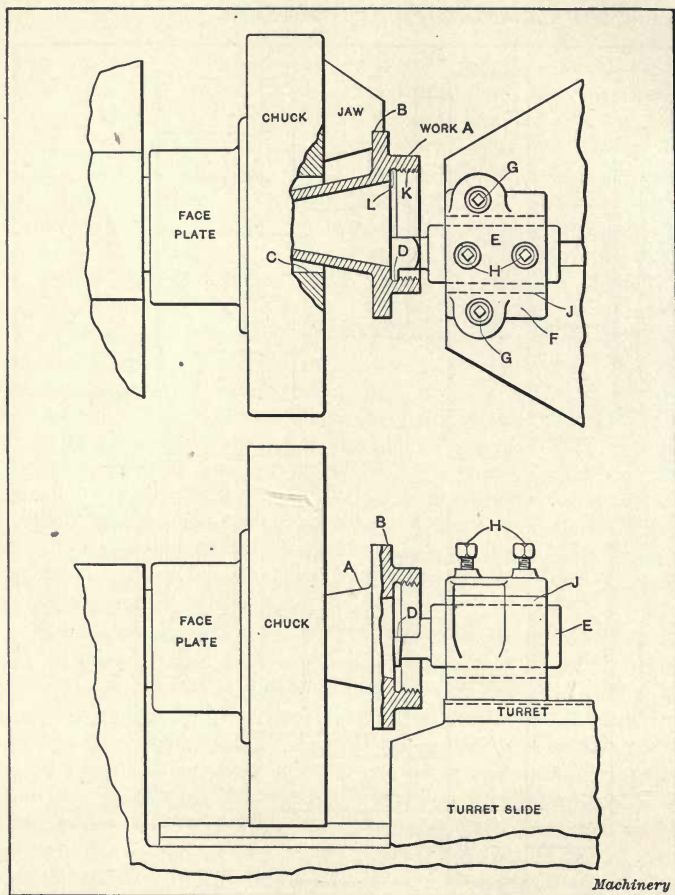 CHUCK
JAW
B
WORK A
G
FACE
PLATE
L
K
E
D
H
C
J
F
G
B
H
A
J
D
E
FACE
PLATE
CHUCK
TURRET
TURRET SLIDE
Machinery